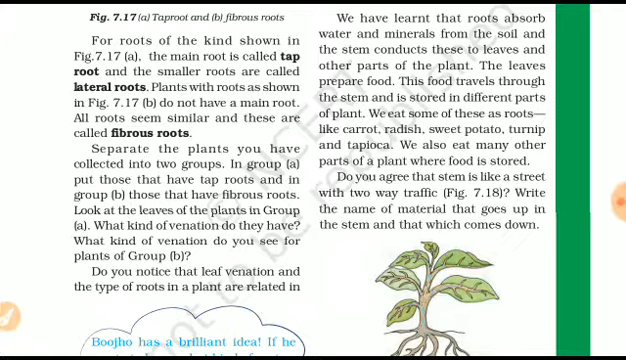 Fig. 7.17 (a) Taproot and (b) fibrous roots
For roots of the kind shown in
Fig.7.17 (a), the main root is called tap
root and the smaller roots are called
lateral roots. Plants with roots as shown
in Fig. 7.17 (b) do not have a main root.
All roots seem similar and these are
called fibrous roots.
Separate the plants you have
collected into two groups. In group (a)
put those that have tap roots and in
group (b) those that have fibrous roots.
Look at the leaves of the plants in Group
(a). What kind of venation do they have?
What kind of venation do you see for
plants of Group (b)?
Do you notice that leaf venation and
the type of roots in a plant are related in
Boojho has a brilliant idea! If he
We have learnt that roots absorb
water and minerals from the soil and
the stem conducts these to leaves and
other parts of the plant. The leaves
prepare food. This food travels through
the stem and is stored in different parts
of plant. We eat some of these as roots—
like carrot, radish, sweet potato, turnip
and tapioca. We also eat many other
parts of a plant where food is stored.
Do you agree that stem is like a street
with two way traffic (Fig. 7.18)? Write
the name of material that goes up in
the stem and that which comes down.